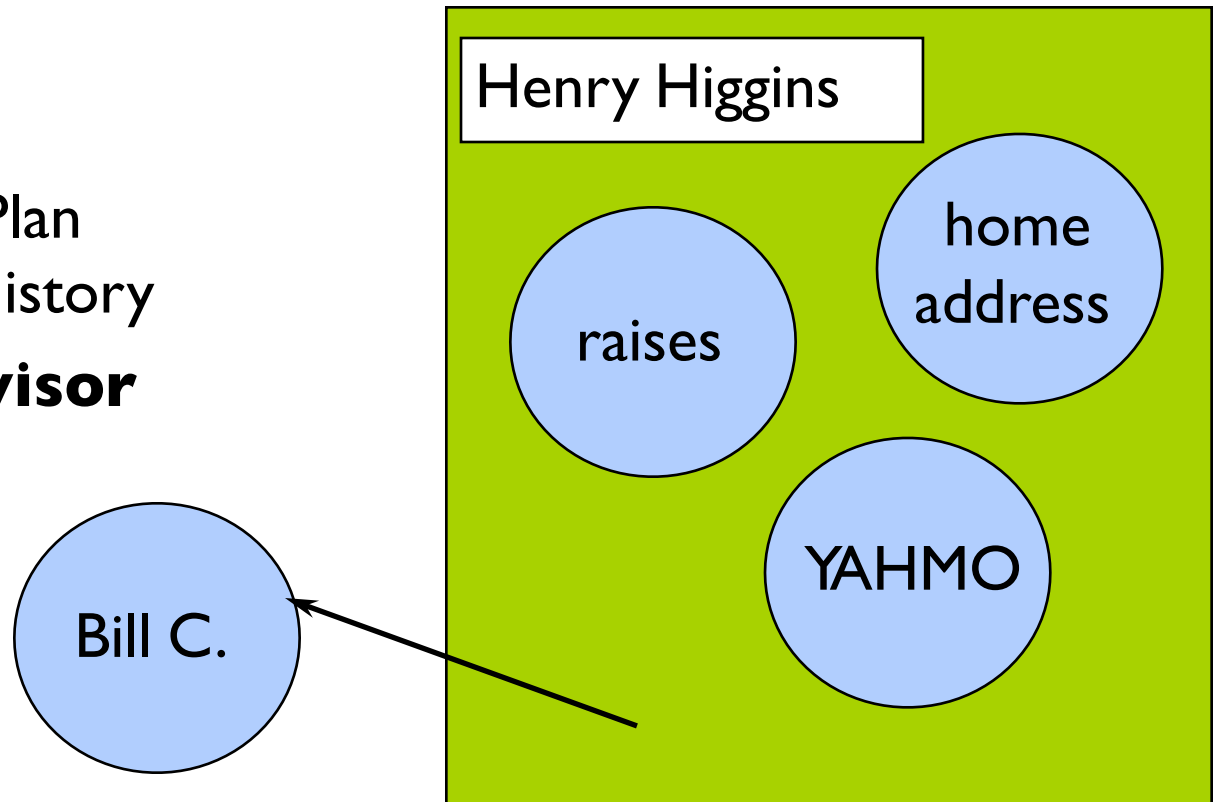 Henry Higgins
Plan
istory
visor
home
address
raises
YAHMO
Bill C.